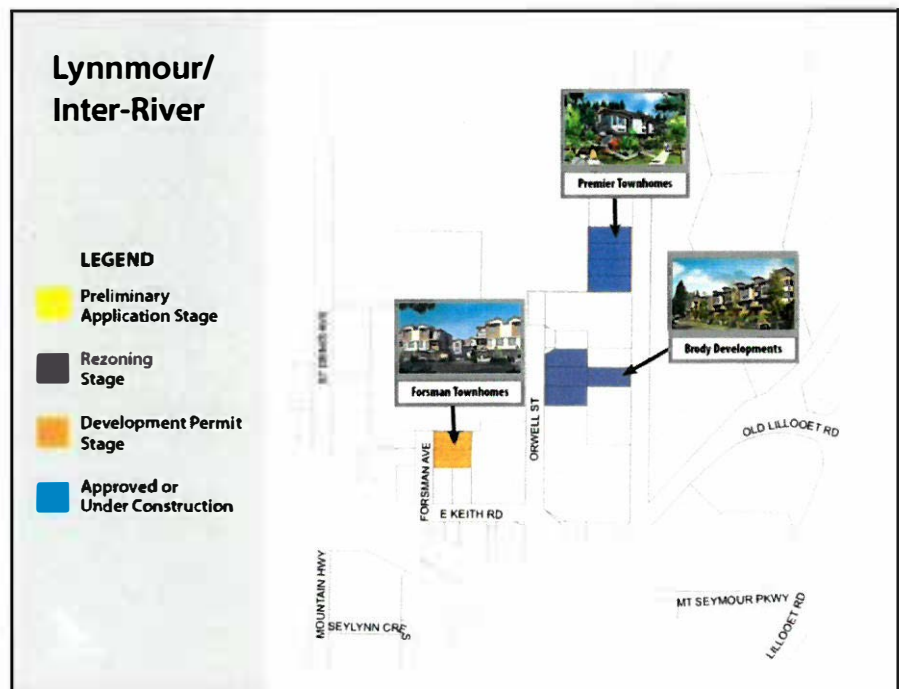 Lynnmour/
Inter-River
LEGEND
Preliminary
Application Stage
Rezoning
Stage
Development Permit
Stage
Approved or
Under Construction
Premier Townhomes
Brody Developments
Forsman Townhomes
ORWELL ST
OLD LILLOOET RD
FORSMAN AVE
E KEITH RD
MOUNTAIN HWY
SEYLYNN CRES
MT SEYMOUR PKWY
LILLOOET RD